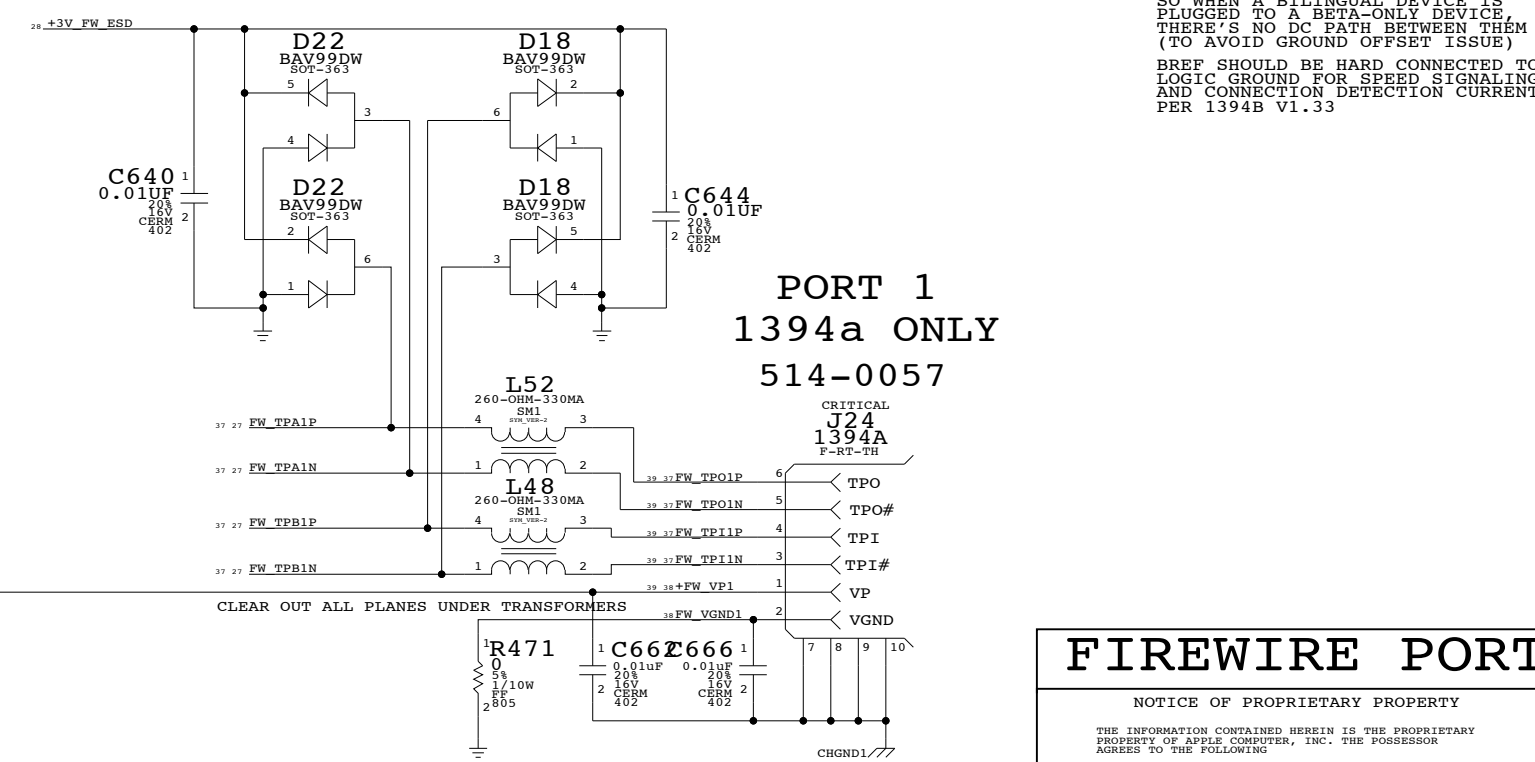 SO WHEN A BILINGUAL DEVICE IS
PLUGGED TO A BETA-ONLY DEVICE,
THERE'S NO DC PATH BETWEEN THEM
(TO AVOID GROUND OFFSET ISSUE)
BREF SHOULD BE HARD CONNECTED TO
LOGIC GROUND FOR SPEED SIGNALING
AND CONNECTION DETECTION CURRENT
PER 1394B V1.33
28 +3V_FW_ESD
D22
BAV99DW
SOT-363
5
3
4
D18
BAV99DW
SOT-363
2
6
1
C640
0.01UF
20%
16V
CERM
402
1
2
D22
BAV99DW
SOT-363
2
6
1
D18
BAV99DW
SOT-363
5
3
4
C644
0.01UF
20%
16V
CERM
402
1
2
PORT 1
1394a ONLY
514-0057
CRITICAL
J24
1394A
F-RT-TH
L52
260-OHM-330MA
SM1
SYM_VER-2
4
3
1
2
37 27 FW_TPA1P
37 27 FW_TPA1N
L48
260-OHM-330MA
SM1
SYM_VER-2
4
3
1
2
37 27 FW_TPB1P
37 27 FW_TPB1N
39 37 FW_TPO1P 6 TPO
39 37 FW_TPO1N 5 TPO#
39 37 FW_TPI1P 4 TPI
39 37 FW_TPI1N 3 TPI#
39 38 +FW_VP1 1 VP
38 FW_VGND1 2 VGND
CLEAR OUT ALL PLANES UNDER TRANSFORMERS
1
R471
0
5%
1/10W
FF
805
2
1
C662
0.01uF
20%
16V
CERM
402
2
C666
0.01uF
20%
16V
CERM
402
1
2
7 8 9 10
CHGND1
FIREWIRE PORT
NOTICE OF PROPRIETARY PROPERTY
THE INFORMATION CONTAINED HEREIN IS THE PROPRIETARY
PROPERTY OF APPLE COMPUTER, INC. THE POSSESSOR
AGREES TO THE FOLLOWING